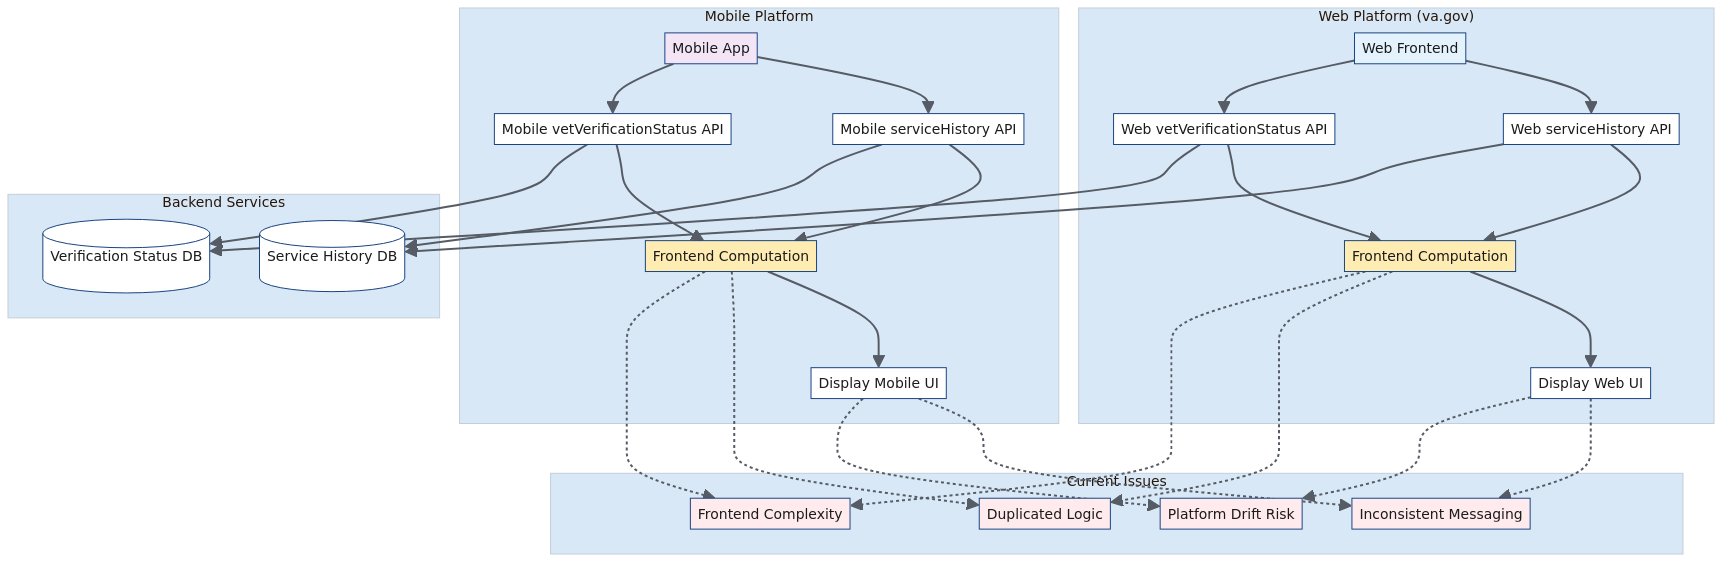 Mobile Platform
Web Platform (va.gov)
Mobile App
Web Frontend
Mobile vetVerificationStatus API
Mobile serviceHistory API
Web vetVerificationStatus API
Web serviceHistory API
Backend Services
Verification Status DB
Service History DB
Frontend Computation
Frontend Computation
Display Mobile UI
Display Web UI
Current Issues
Frontend Complexity
Duplicated Logic
Platform Drift Risk
Inconsistent Messaging